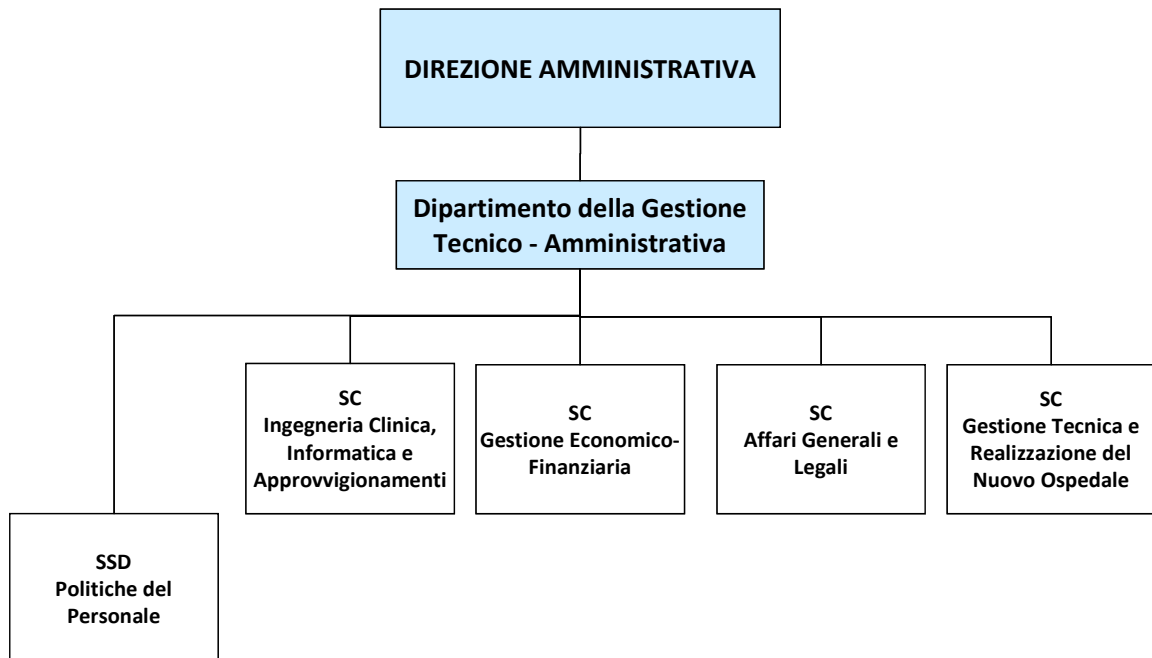 DIREZIONE AMMINISTRATIVA
Dipartimento della Gestione
Tecnico - Amministrativa
SC
Ingegneria Clinica,
Informatica e
Approvvigionamenti
SC
Gestione Economico-
Finanziaria
SC
Affari Generali e
Legali
SC
Gestione Tecnica e
Realizzazione del
Nuovo Ospedale
SSD
Politiche del
Personale